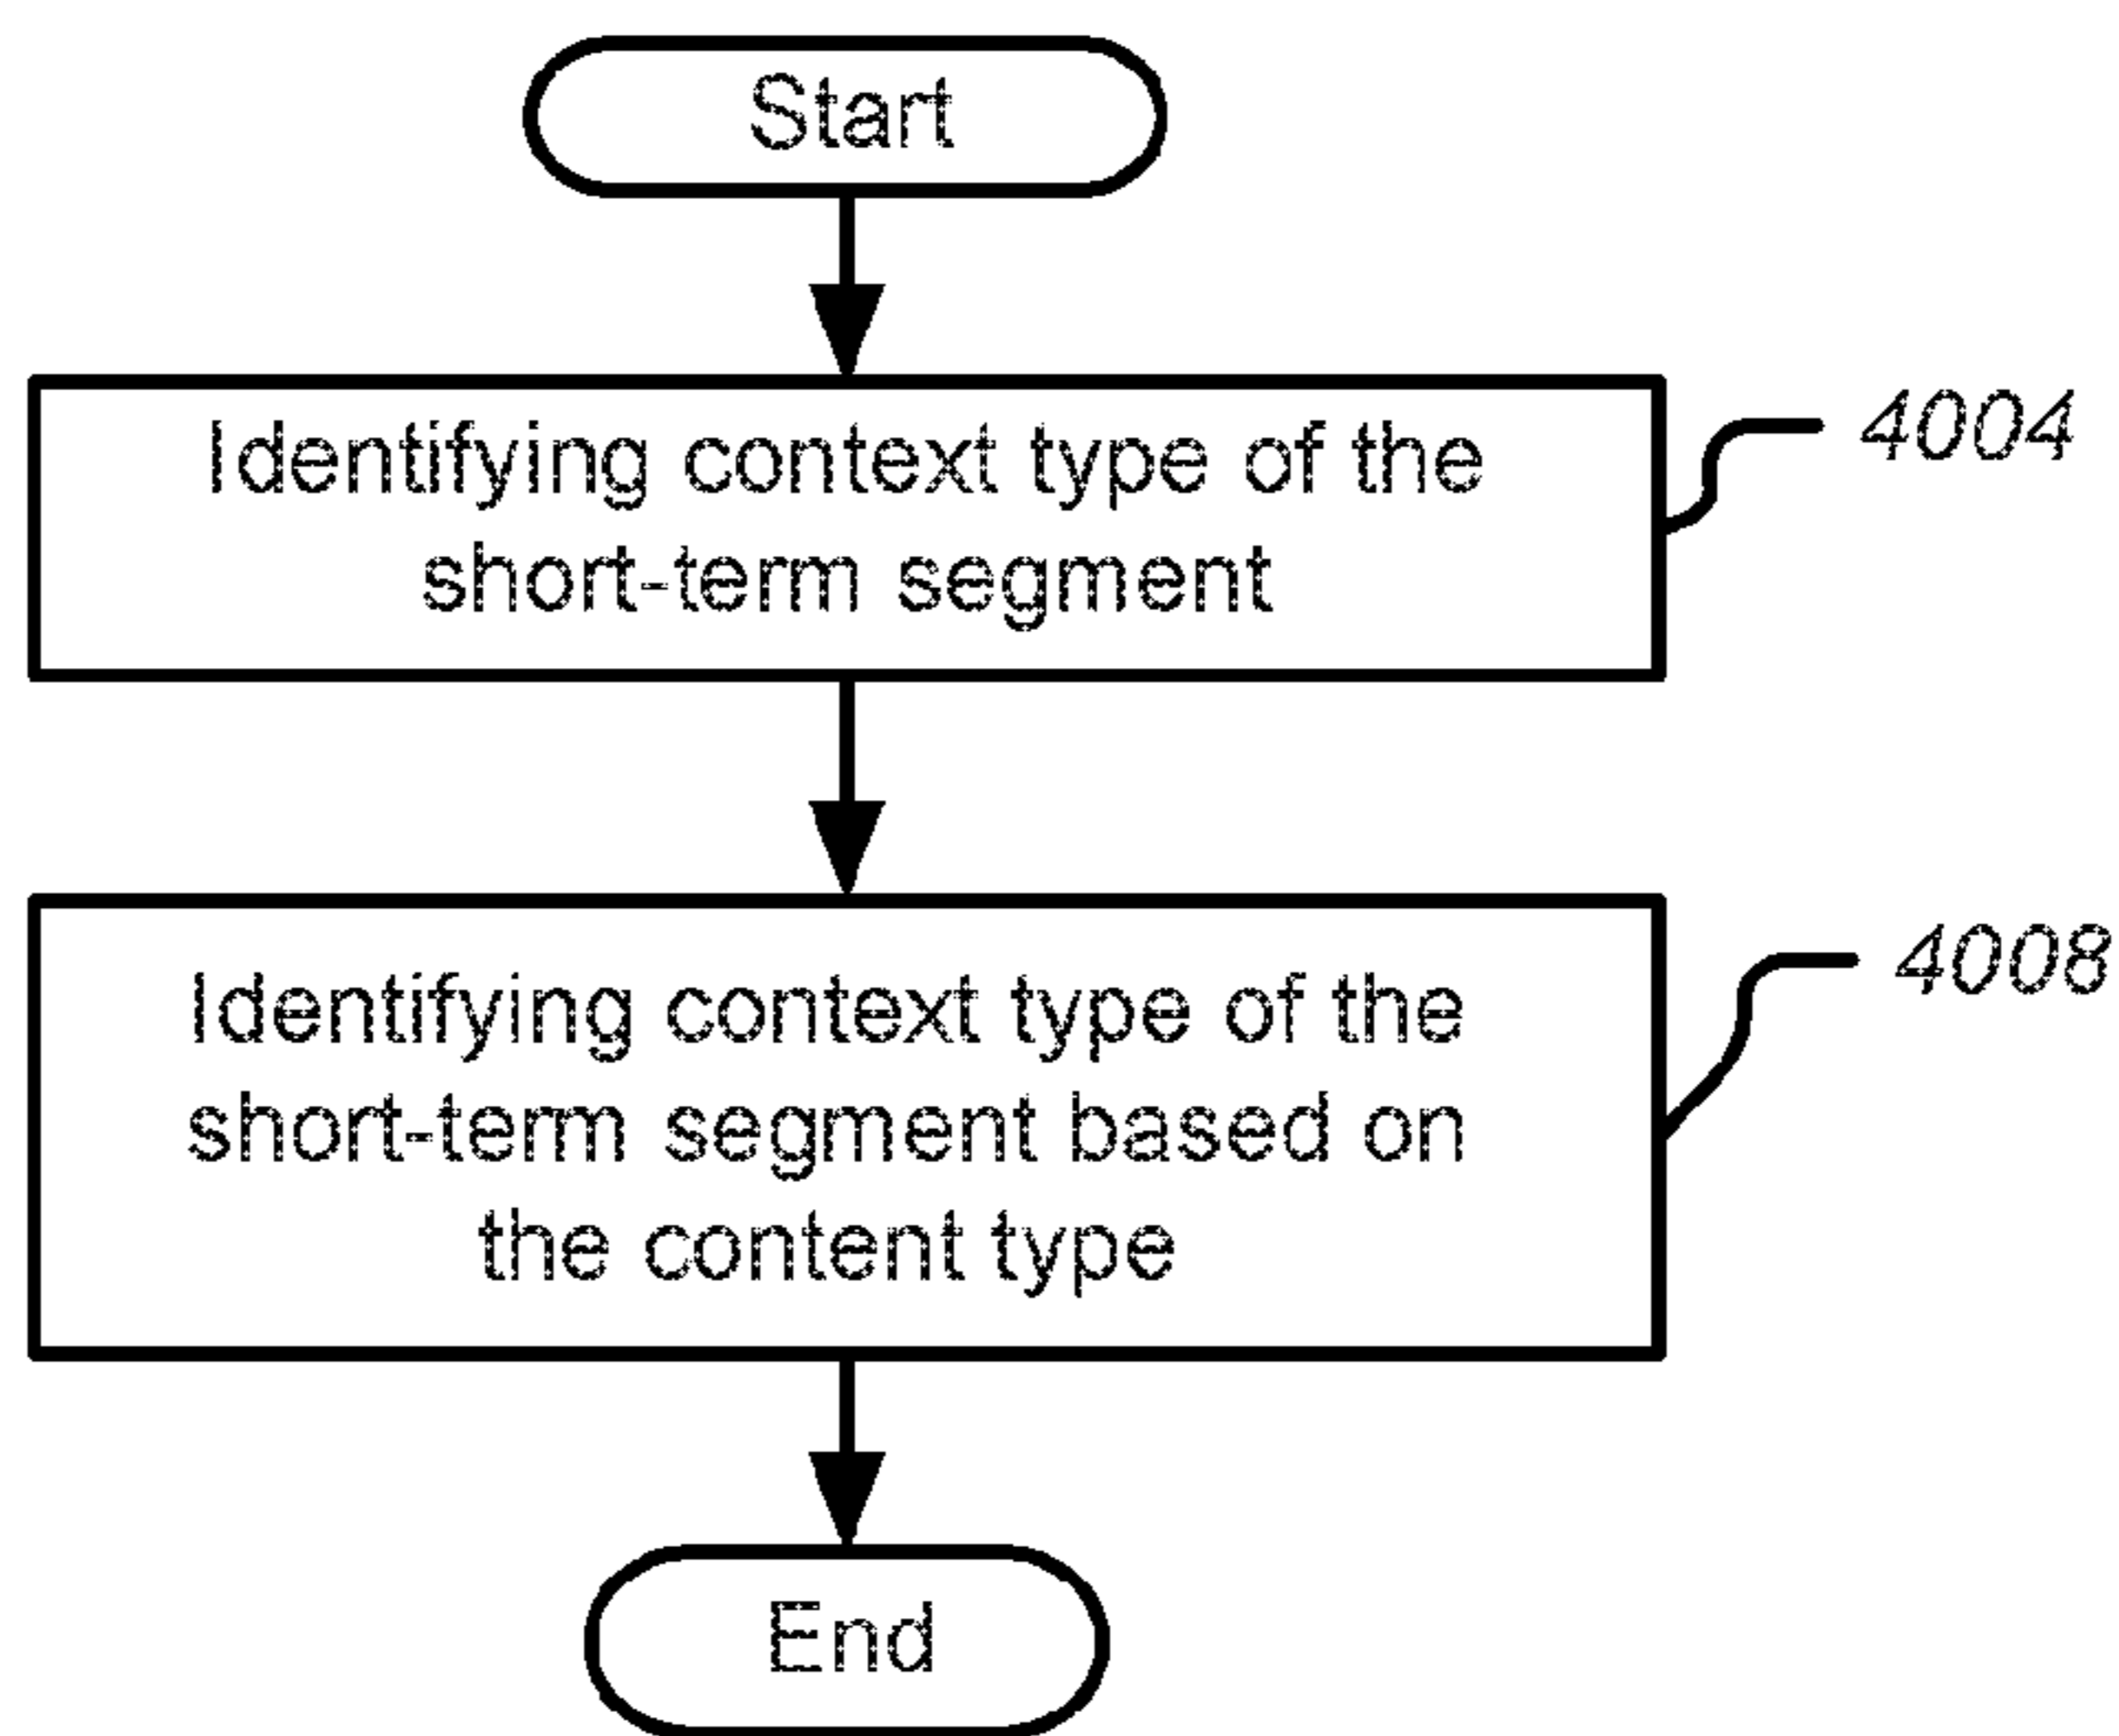 Start
Identifying context type of the
4004
short-term segment
Identifying context type of the
4008
short-term segment based on
the content type
End